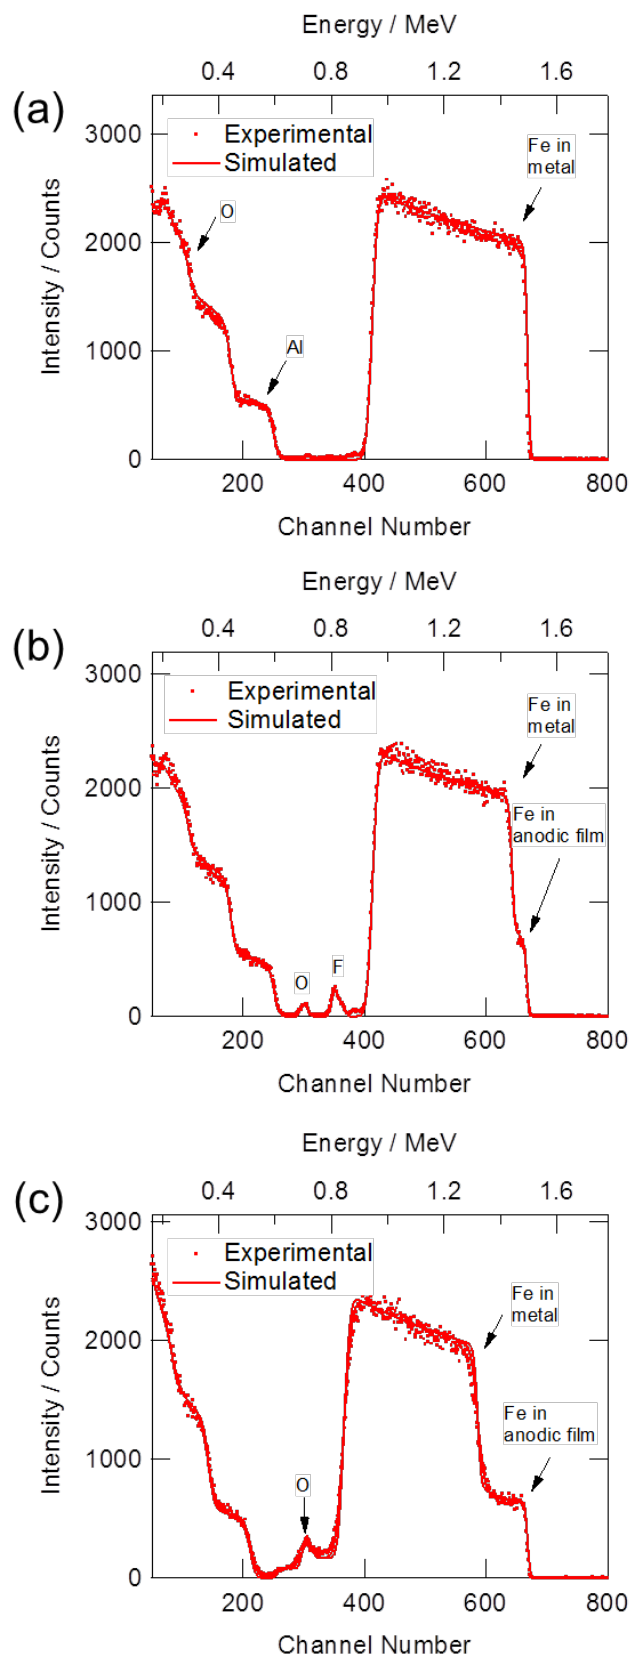 Energy / MeV
(a)
0.4 0.8 1.2 1.6
3000
2000
1000
0
Intensity / Counts
Experimental
Simulated
Fe in
metal
O
Al
200 400 600 800
Channel Number
Energy / MeV
(b)
0.4 0.8 1.2 1.6
3000
2000
1000
0
Intensity / Counts
Experimental
Simulated
Fe in
metal
Fe in
anodic film
O
F
200 400 600 800
Channel Number
Energy / MeV
(c)
0.4 0.8 1.2 1.6
3000
2000
1000
0
Intensity / Counts
Experimental
Simulated
Fe in
metal
Fe in
anodic film
O
200 400 600 800
Channel Number